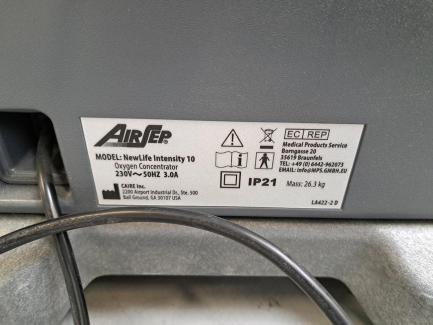 AIRSEP®
MODEL: NewLife Intensity 10
Oxygen Concentrator
230V~50HZ 3.0A
CAIRE Inc.
2200 Airport Industrial Dr., Ste. 500
Ball Ground, GA 30107 USA
IP21
EC REP
Medical Products Service
Borngasse 20
35619 Braunfels
TEL: +49 (0) 6442-962073
EMAIL: Info@MPS.GMBH.EU
Mass: 26.3 kg
LA422-2 D